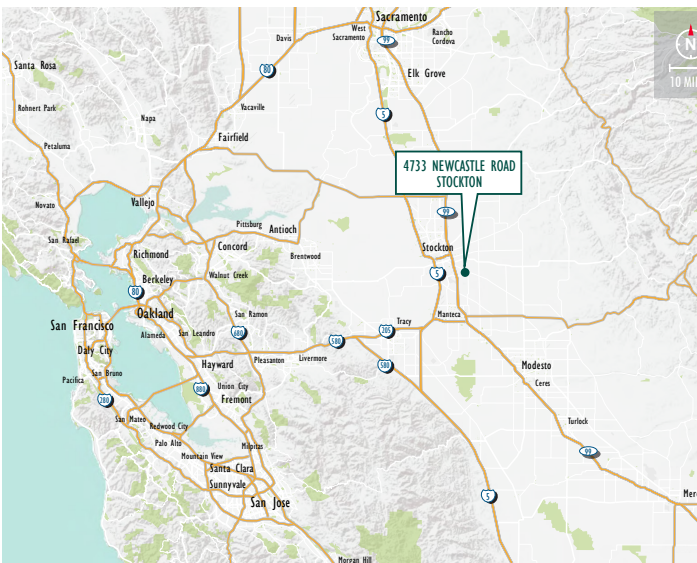 Sacramento
West
Sacramento
Rancho
Cordova
Davis
99
N
Santa Rosa
80
Elk Grove
10
Rohnert Park
Vacaville
Napa
5
Fairfield
Petaluma
4733 NEWCASTLE ROAD
STOCKTON
Novato
Vallejo
99
Pittsburg
Antioch
San Rafael
Concord
Stockton
Richmond
Brentwood
Walnut Creek
5
Berkeley
80
Oakland
San Ramon
Manteca
San Francisco
Alameda
San Leandro
680
205
Tracy
580
Daly City
Pleasanton
Livermore
Hayward
580
Modesto
San Bruno
Pacifica
880
Union City
Ceres
280
Fremont
San Mateo
Redwood City
Turlock
Palo Alto
Milpitas
Mountain View
99
Santa Clara
Sunnyvale
5
San Jose
Morgan Hill